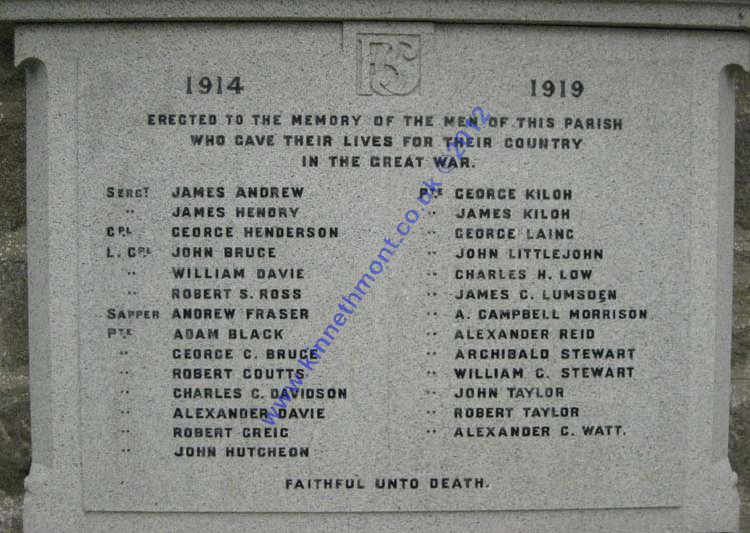 1914 1919
ERECTED TO THE MEMORY OF THE MEN OF THIS PARISH
WHO GAVE THEIR LIVES FOR THEIR COUNTRY
IN THE GREAT WAR.
SERGT JAMES ANDREW
" JAMES HENDRY
CPL GEORGE HENDERSON
L. CPL JOHN BRUCE
" WILLIAM DAVIE
" ROBERT S. ROSS
SAPPER ANDREW FRASER
PTE ADAM BLACK
" GEORGE C. BRUCE
" ROBERT COUTTS
" CHARLES C. DAVIDSON
" ALEXANDER DAVIE
" ROBERT GREIG
" JOHN HUTCHEON
PTE GEORGE KILOH
" JAMES KILOH
" GEORGE LAING
" JOHN LITTLEJOHN
" CHARLES H. LOW
" JAMES C. LUMSDEN
" A. CAMPBELL MORRISON
" ALEXANDER REID
" ARCHIBALD STEWART
" WILLIAM G. STEWART
" JOHN TAYLOR
" ROBERT TAYLOR
" ALEXANDER G. WATT.
FAITHFUL UNTO DEATH.
www.kinnethmont.co.uk ©2012